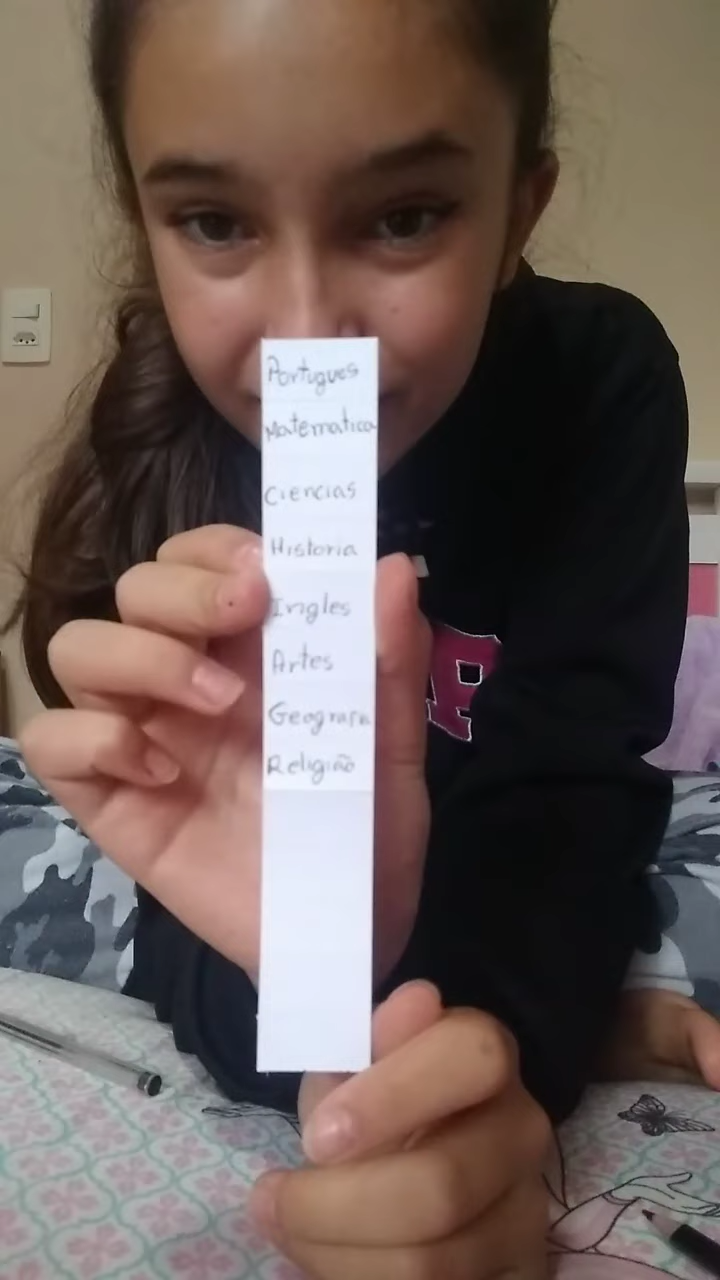 Portugues
Matematica
Ciencias
Historia
Ingles
Artes
Geografia
Religião